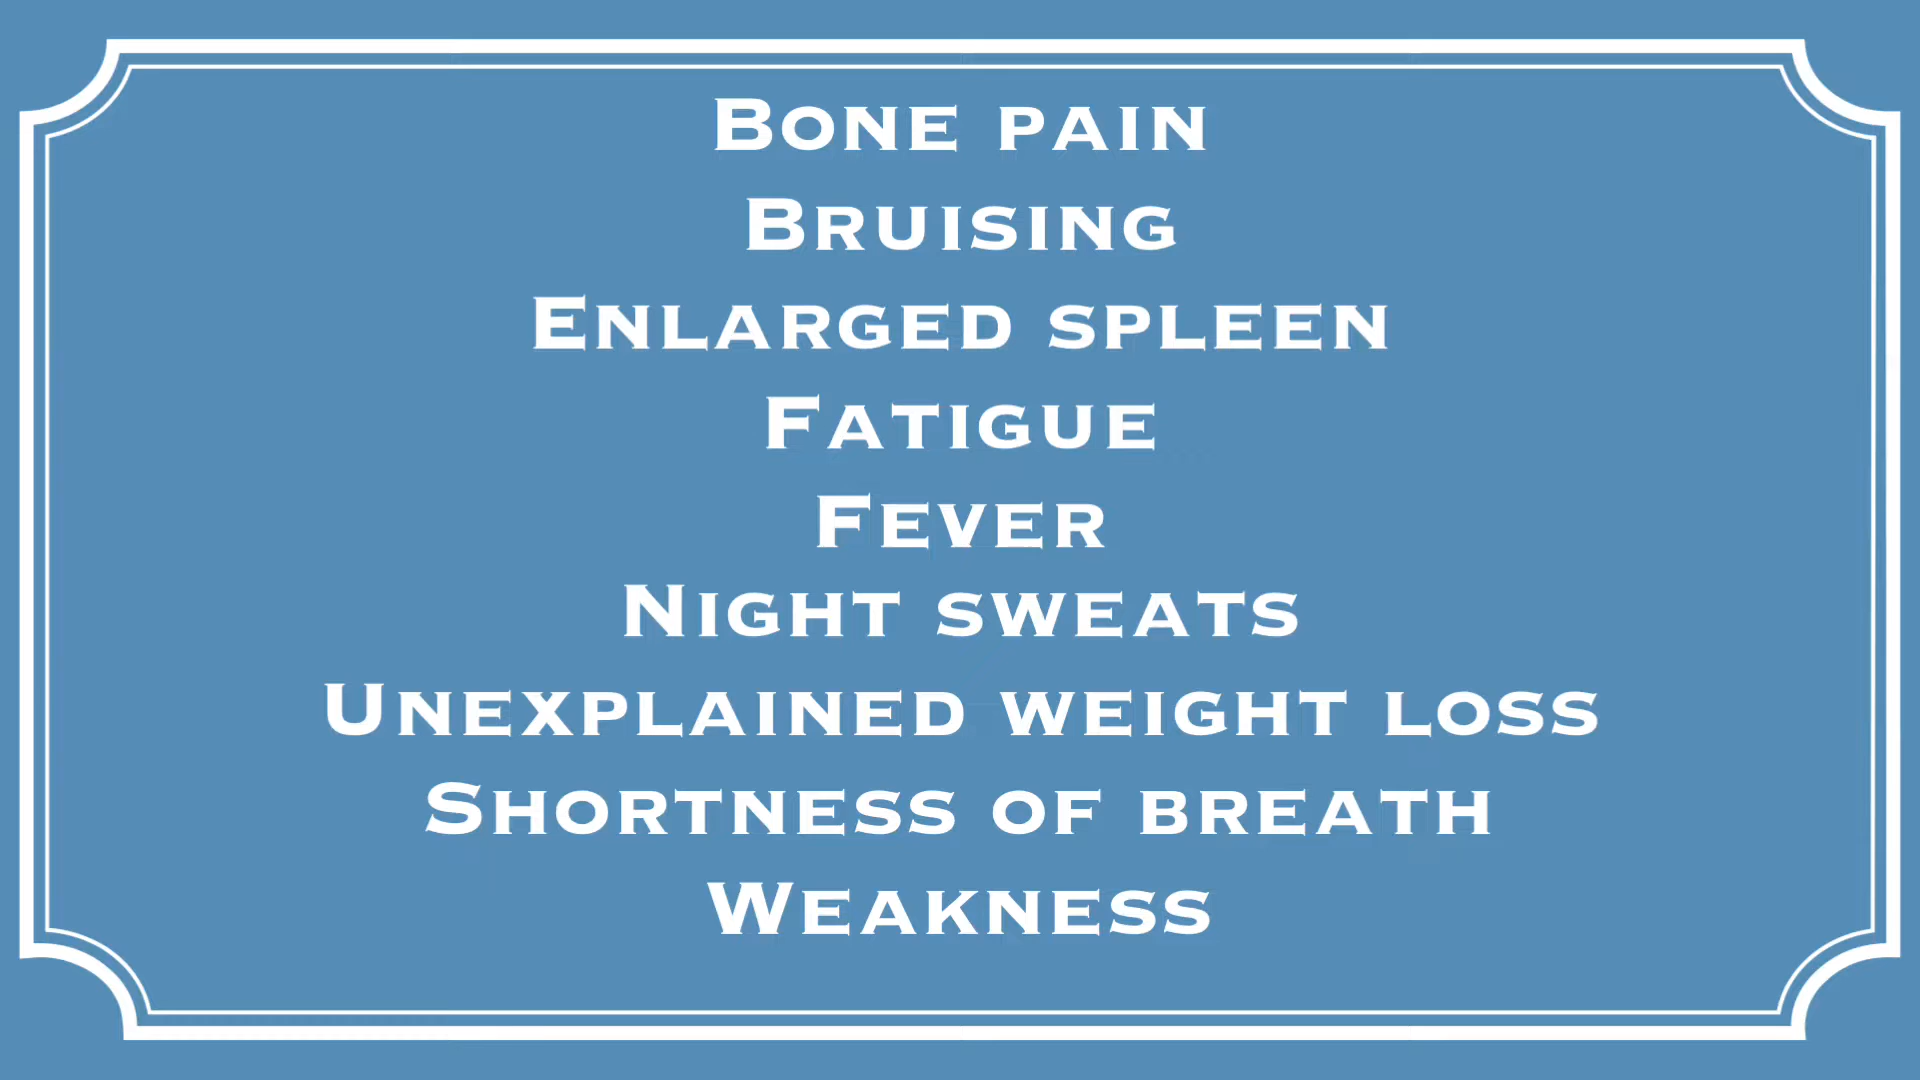 Bone pain
Bruising
Enlarged spleen
Fatigue
Fever
Night sweats
Unexplained weight loss
Shortness of breath
Weakness